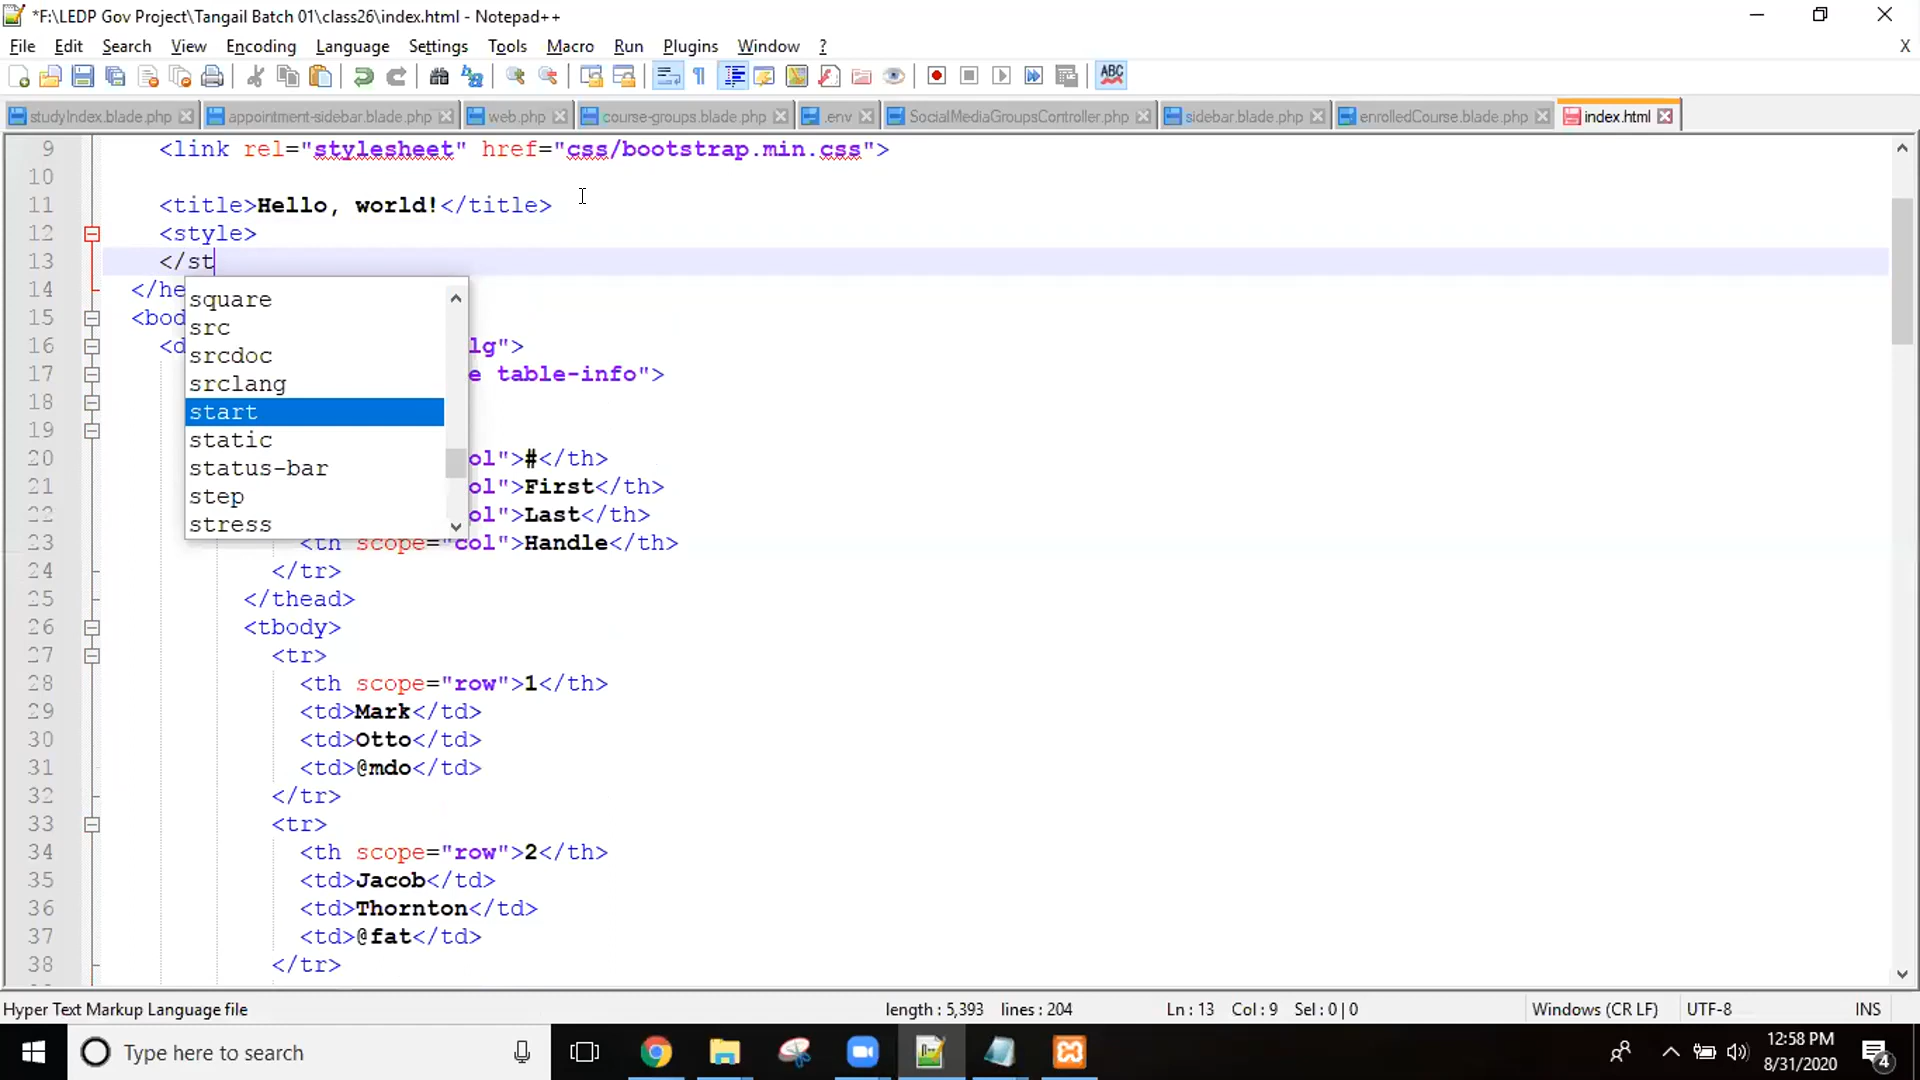 *F:\LEDP Gov Project\Tangail Batch 01\class26\index.html - Notepad++
File Edit Search View Encoding Language Settings Tools Macro Run Plugins Window ? X
ABC
studyIndex.blade.php appointment-sidebar.blade.php web.php course-groups.blade.php .env SocialMediaGroupsController.php sidebar.blade.php enrolledCourse.blade.php index.html
9 <link rel="stylesheet" href="css/bootstrap.min.css">
10
11 <title>Hello, world!</title>
12 <style>
13 </st
14 </he
square
15 <bod
src
16 <d lg">
srcdoc
17 e table-info">
srclang
18
start
19
static
20 ol">#</th>
status-bar
21 ol">First</th>
step
22 ol">Last</th>
stress
23 <th scope="col">Handle</th>
24 </tr>
25 </thead>
26 <tbody>
27 <tr>
28 <th scope="row">1</th>
29 <td>Mark</td>
30 <td>Otto</td>
31 <td>@mdo</td>
32 </tr>
33 <tr>
34 <th scope="row">2</th>
35 <td>Jacob</td>
36 <td>Thornton</td>
37 <td>@fat</td>
38 </tr>
Hyper Text Markup Language file length : 5,393 lines : 204 Ln : 13 Col : 9 Sel : 0 | 0 Windows (CR LF) UTF-8 INS
Type here to search
12:58 PM
8/31/2020
4